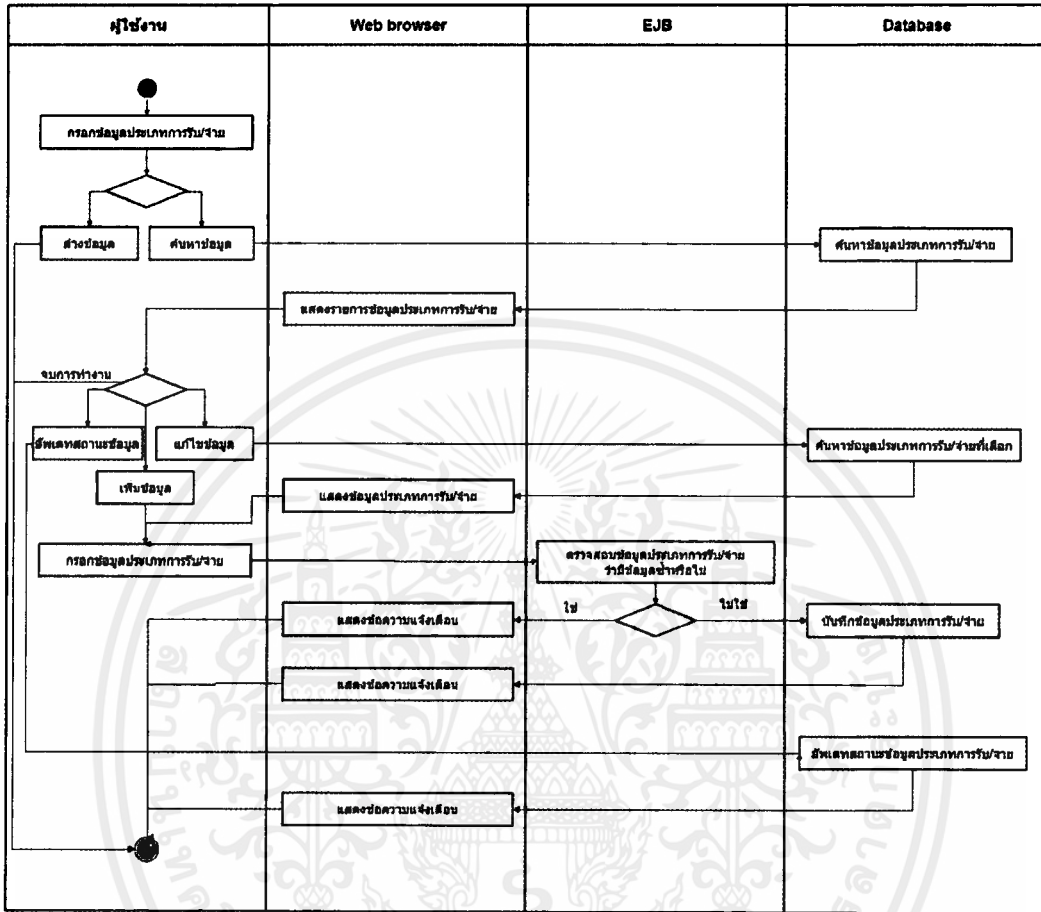 ผู้ใช้งาน
Web browser
EJB
Database
กรอกข้อมูลประเภทการรับ/จ่าย
ล้างข้อมูล
ค้นหาข้อมูล
ค้นหาข้อมูลประเภทการรับ/จ่าย
แสดงรายการข้อมูลประเภทการรับ/จ่าย
จบการทำงาน
อัพเดทสถานะข้อมูล
แก้ไขข้อมูล
ค้นหาข้อมูลประเภทการรับ/จ่ายที่เลือก
เพิ่มข้อมูล
แสดงข้อมูลประเภทการรับ/จ่าย
กรอกข้อมูลประเภทการรับ/จ่าย
ตรวจสอบข้อมูลประเภทการรับ/จ่าย
ว่ามีข้อมูลซ้ำหรือไม่
ใช่
ไม่ใช่
แสดงข้อความแจ้งเตือน
บันทึกข้อมูลประเภทการรับ/จ่าย
แสดงข้อความแจ้งเตือน
อัพเดทสถานะข้อมูลประเภทการรับ/จ่าย
แสดงข้อความแจ้งเตือน